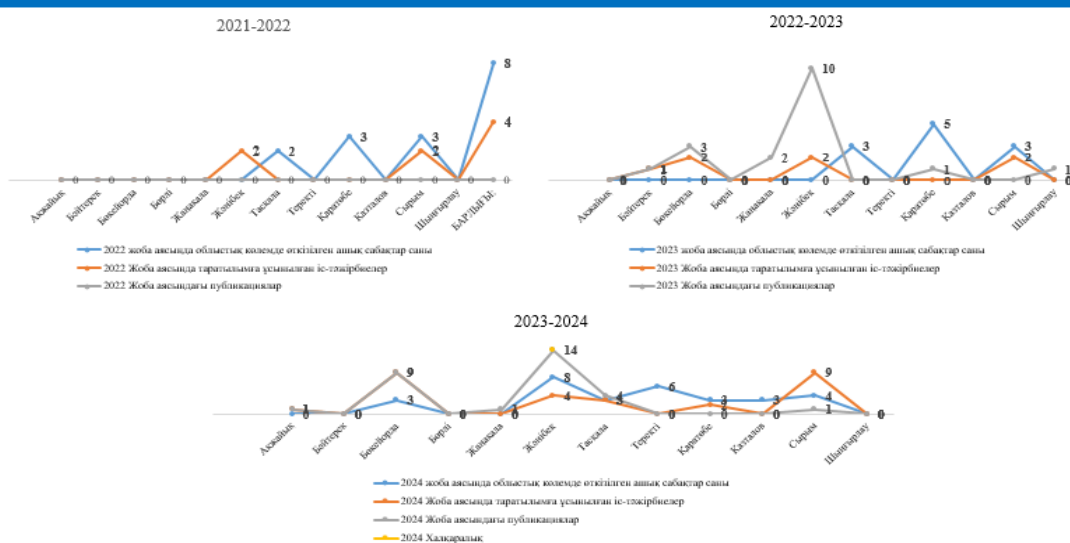 2021-2022
8
4
2 2 3 3 2
0 0 0 0 0 0 0 0 0 0 0 0 0
Ақжайық Бәйтерек Бөкейорда Бөрлі Жаңақала Жәнібек Тасқала Теректі Қаратөбе Казталов Сырым Шыңғырлау БАРЛЫҒЫ:
2022 жоба аясында облыстық көлемде өткізілген ашық сабақтар саны
2022 Жоба аясында таратылымға ұсынылған іс-тәжірбиелер
2022 Жоба аясындағы публикациялар
2022-2023
10
5
3 3 3
2 2 2 2
1 1 1
0 0 0 0 0 0 0 0 0 0 0
Ақжайық Бәйтерек Бөкейорда Бөрлі Жаңақала Жәнібек Тасқала Теректі Қаратөбе Казталов Сырым Шыңғырлау
2023 жоба аясында облыстық көлемде өткізілген ашық сабақтар саны
2023 Жоба аясында таратылымға ұсынылған іс-тәжірбиелер
2023 Жоба аясындағы публикациялар
2023-2024
14
9 8 9
6
3 4 4 3 4
1 1
0 0 0 0 0 0 0
Ақжайық Бәйтерек Бөкейорда Бөрлі Жаңақала Жәнібек Тасқала Теректі Қаратөбе Казталов Сырым Шыңғырлау
2024 жоба аясында облыстық көлемде өткізілген ашық сабақтар саны
2024 Жоба аясында таратылымға ұсынылған іс-тәжірбиелер
2024 Жоба аясындағы публикациялар
2024 Халқаралық